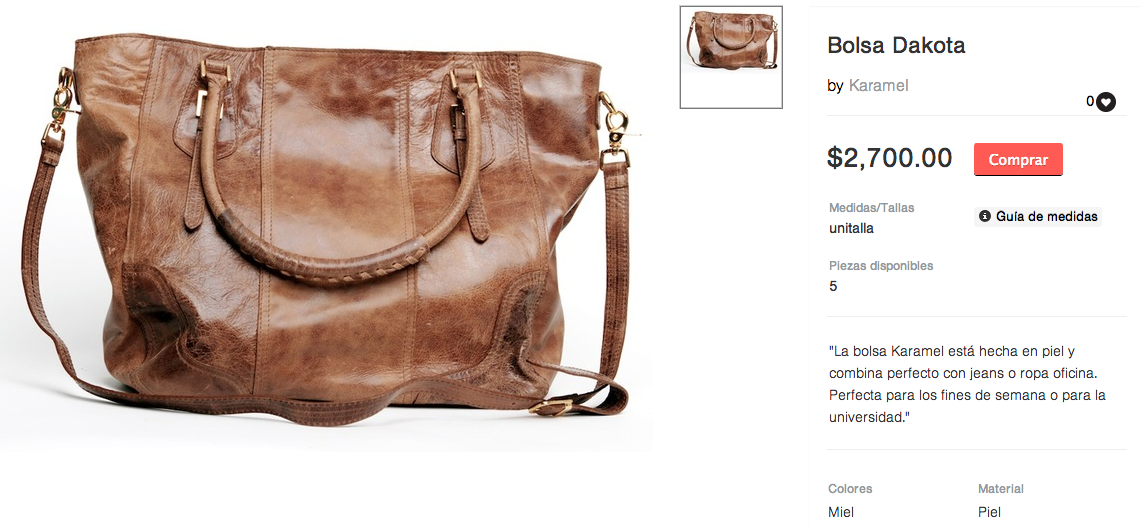 Bolsa Dakota
by Karamel
0
$2,700.00 Comprar
Medidas/Tallas
unitalla
Guía de medidas
Piezas disponibles
5
"La bolsa Karamel está hecha en piel y
combina perfecto con jeans o ropa oficina.
Perfecta para los fines de semana o para la
universidad."
Colores
Miel
Material
Piel